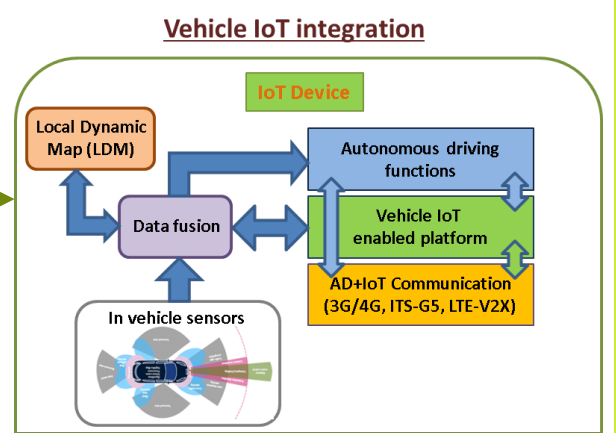 Vehicle IoT integration
IoT Device
Local Dynamic
Map (LDM)
Autonomous driving
functions
Data fusion
Vehicle IoT
enabled platform
AD+IoT Communication
(3G/4G, ITS-G5, LTE-V2X)
In vehicle sensors